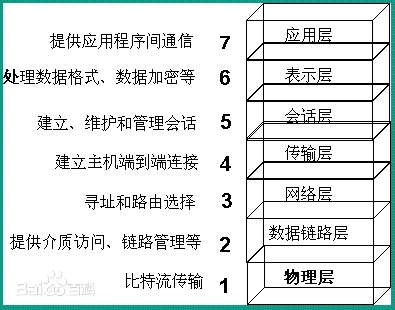 提供应用程序间通信 7 应用层
处理数据格式、数据加密等 6 表示层
建立、维护和管理会话 5 会话层
建立主机端到端连接 4 传输层
寻址和路由选择 3 网络层
提供介质访问、链路管理等 2 数据链路层
比特流传输 1 物理层
Baidu百科